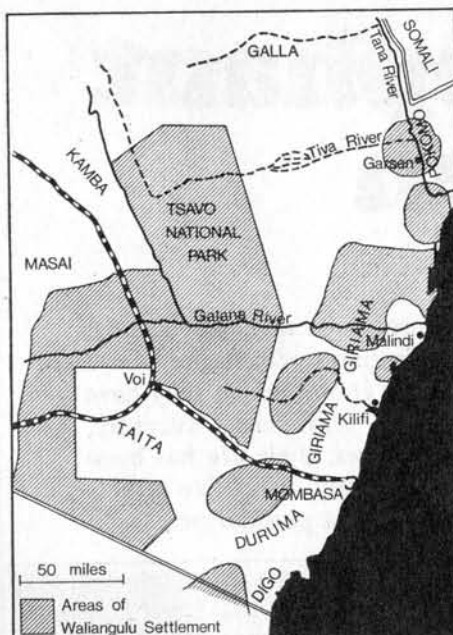 GALLA
SOMALI
Tana River
POKOMO
Garsen
Tiva River
KAMBA
TSAVO
NATIONAL
PARK
MASAI
Galana River
GIRIAMA
Malindi
Voi
TAITA
GIRIAMA
Kilifi
MOMBASA
DURUMA
DIGO
50 miles
Areas of
Waliangulu Settlement